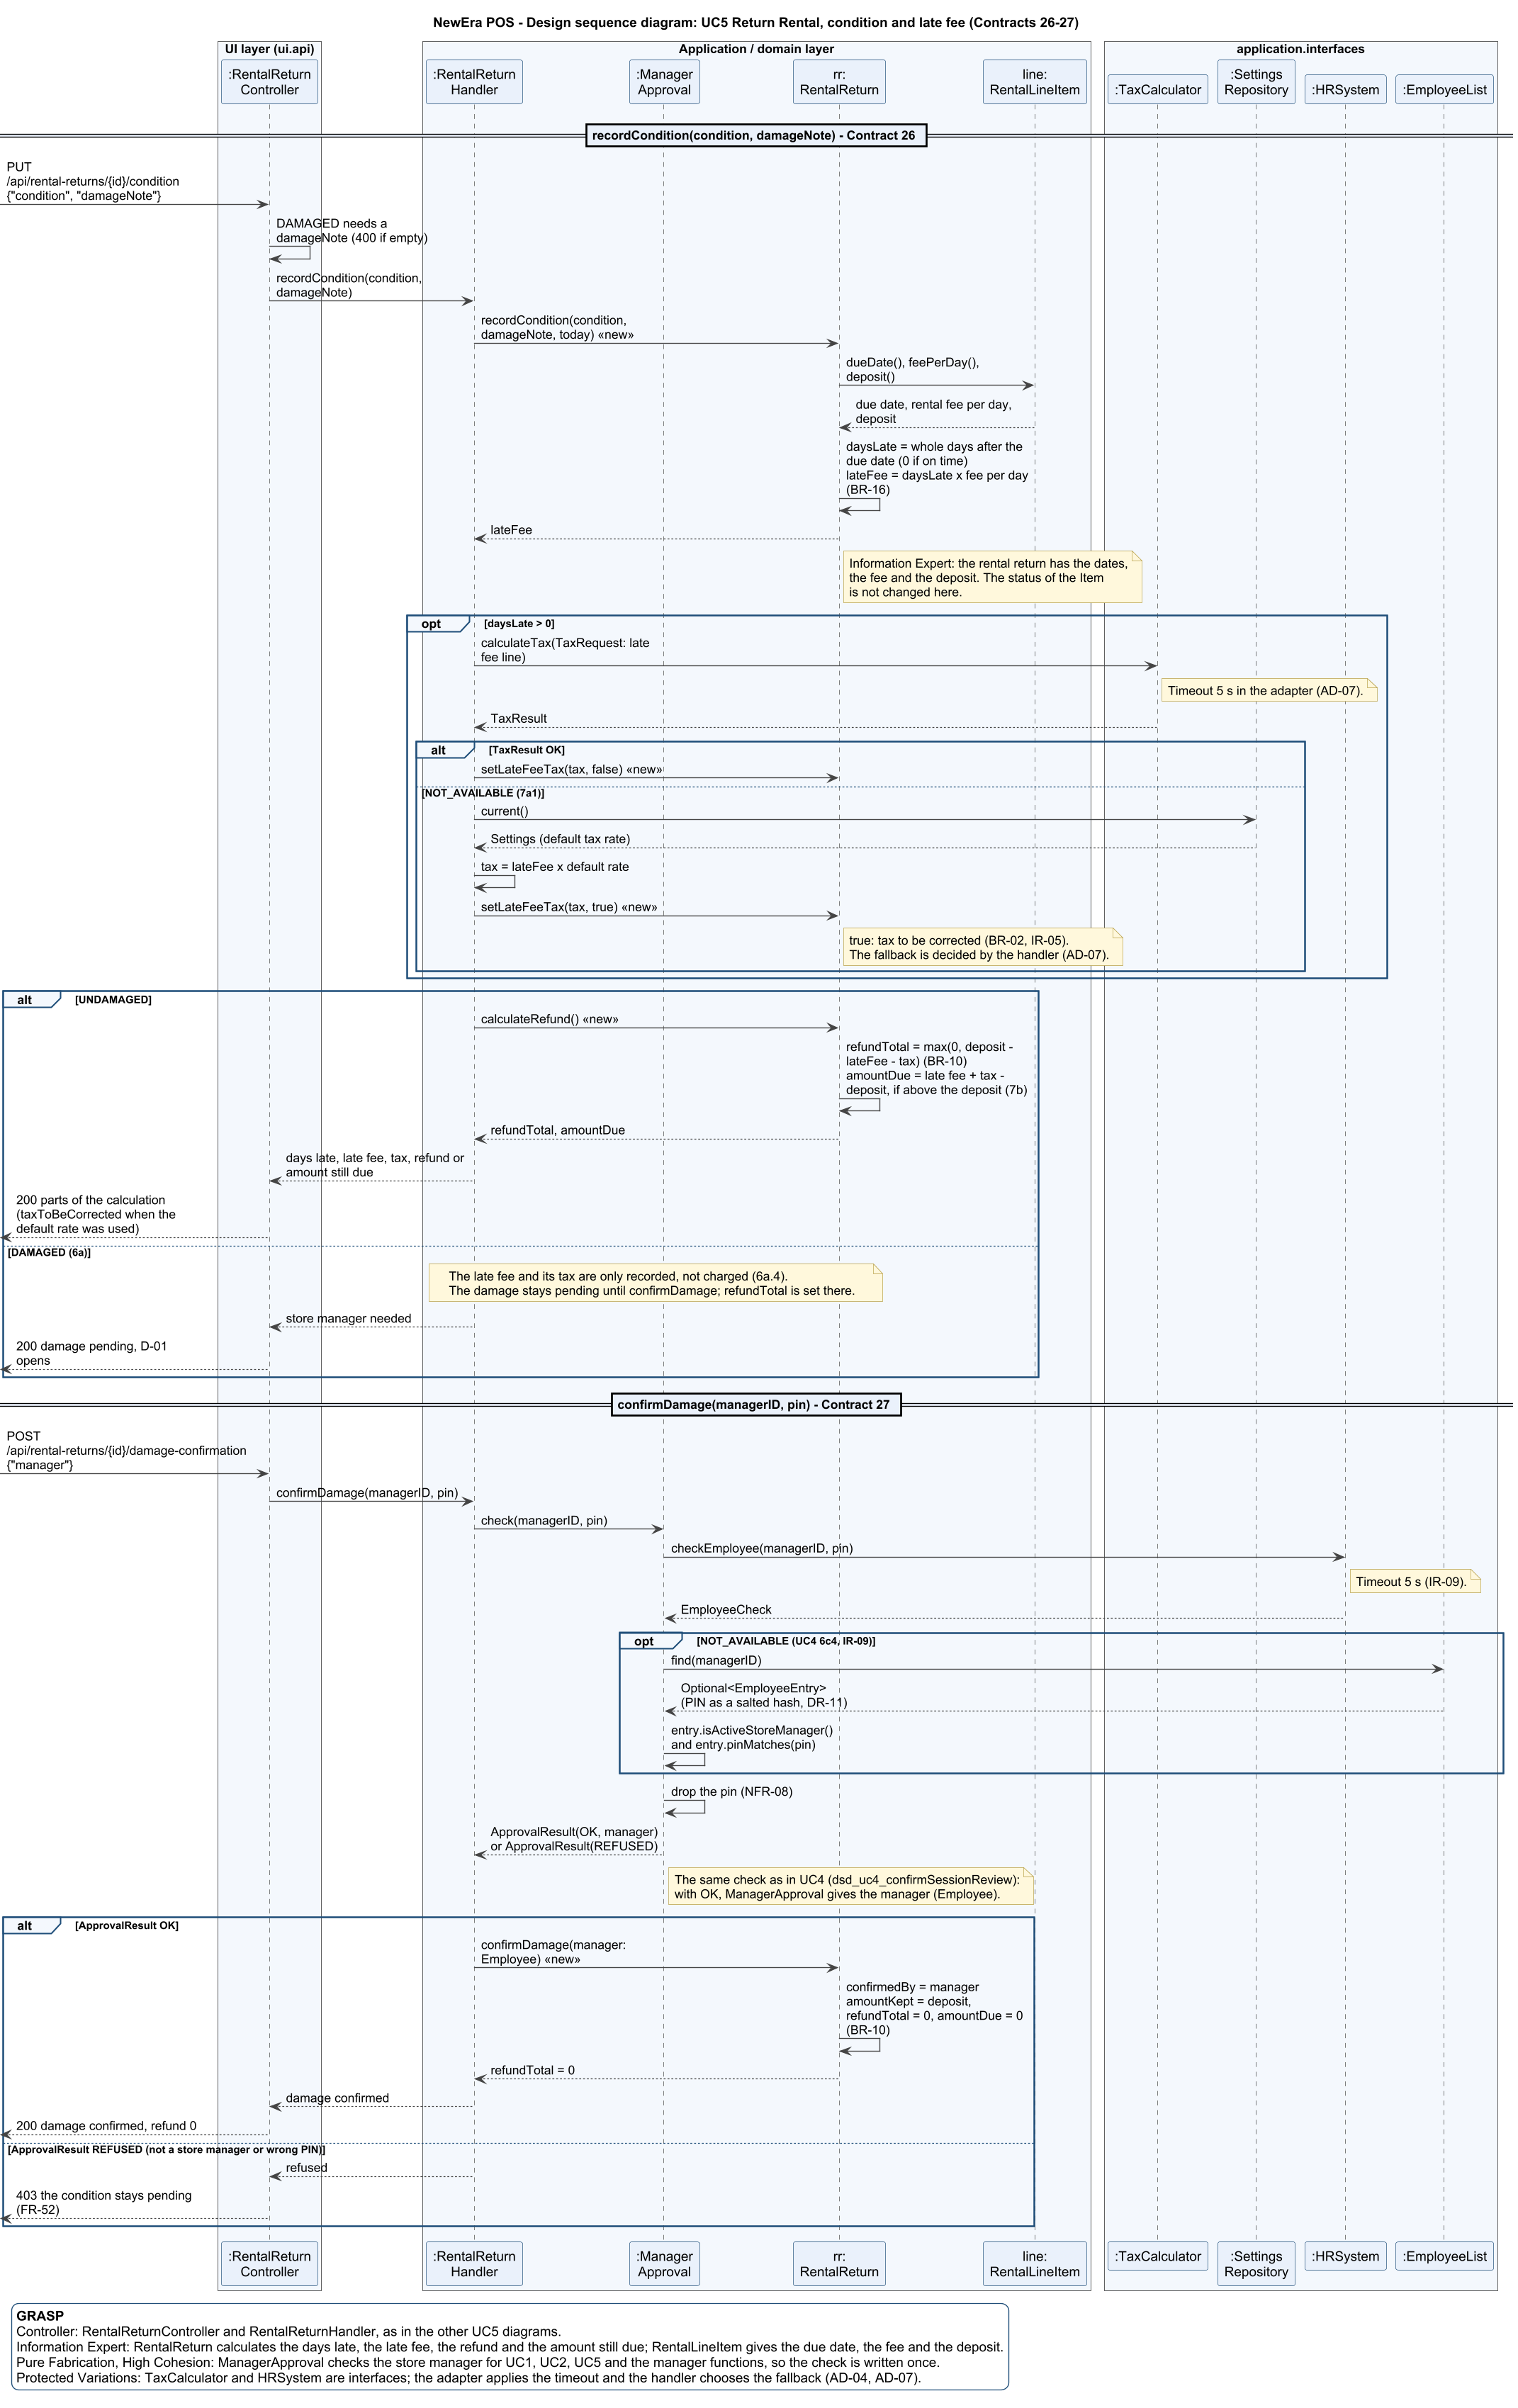 NewEra POS - Design sequence diagram: UC5 Return Rental, condition and late fee (Contracts 26-27)
UI layer (ui.api)
Application / domain layer
application.interfaces
:RentalReturn
Controller
:RentalReturn
Handler
:Manager
Approval
rr:
RentalReturn
line:
RentalLineItem
:TaxCalculator
:Settings
Repository
:HRSystem
:EmployeeList
recordCondition(condition, damageNote) - Contract 26
PUT
/api/rental-returns/{id}/condition
{"condition", "damageNote"}
DAMAGED needs a
damageNote (400 if empty)
recordCondition(condition,
damageNote)
recordCondition(condition,
damageNote, today) «new»
dueDate(), feePerDay(),
deposit()
due date, rental fee per day,
deposit
daysLate = whole days after the
due date (0 if on time)
lateFee = daysLate x fee per day
(BR-16)
lateFee
Information Expert: the rental return has the dates,
the fee and the deposit. The status of the Item
is not changed here.
opt
[daysLate > 0]
calculateTax(TaxRequest: late
fee line)
Timeout 5 s in the adapter (AD-07).
TaxResult
alt
[TaxResult OK]
setLateFeeTax(tax, false) «new»
[NOT_AVAILABLE (7a1)]
current()
Settings (default tax rate)
tax = lateFee x default rate
setLateFeeTax(tax, true) «new»
true: tax to be corrected (BR-02, IR-05).
The fallback is decided by the handler (AD-07).
alt
[UNDAMAGED]
calculateRefund() «new»
refundTotal = max(0, deposit -
lateFee - tax) (BR-10)
amountDue = late fee + tax -
deposit, if above the deposit (7b)
refundTotal, amountDue
days late, late fee, tax, refund or
amount still due
200 parts of the calculation
(taxToBeCorrected when the
default rate was used)
[DAMAGED (6a)]
The late fee and its tax are only recorded, not charged (6a.4).
The damage stays pending until confirmDamage; refundTotal is set there.
store manager needed
200 damage pending, D-01
opens
confirmDamage(managerID, pin) - Contract 27
POST
/api/rental-returns/{id}/damage-confirmation
{"manager"}
confirmDamage(managerID, pin)
check(managerID, pin)
checkEmployee(managerID, pin)
Timeout 5 s (IR-09).
EmployeeCheck
opt
[NOT_AVAILABLE (UC4 6c4, IR-09)]
find(managerID)
Optional<EmployeeEntry>
(PIN as a salted hash, DR-11)
entry.isActiveStoreManager()
and entry.pinMatches(pin)
drop the pin (NFR-08)
ApprovalResult(OK, manager)
or ApprovalResult(REFUSED)
The same check as in UC4 (dsd_uc4_confirmSessionReview):
with OK, ManagerApproval gives the manager (Employee).
alt
[ApprovalResult OK]
confirmDamage(manager:
Employee) «new»
confirmedBy = manager
amountKept = deposit,
refundTotal = 0, amountDue = 0
(BR-10)
refundTotal = 0
damage confirmed
200 damage confirmed, refund 0
[ApprovalResult REFUSED (not a store manager or wrong PIN)]
refused
403 the condition stays pending
(FR-52)
:RentalReturn
Controller
:RentalReturn
Handler
:Manager
Approval
rr:
RentalReturn
line:
RentalLineItem
:TaxCalculator
:Settings
Repository
:HRSystem
:EmployeeList
GRASP
Controller: RentalReturnController and RentalReturnHandler, as in the other UC5 diagrams.
Information Expert: RentalReturn calculates the days late, the late fee, the refund and the amount still due; RentalLineItem gives the due date, the fee and the deposit.
Pure Fabrication, High Cohesion: ManagerApproval checks the store manager for UC1, UC2, UC5 and the manager functions, so the check is written once.
Protected Variations: TaxCalculator and HRSystem are interfaces; the adapter applies the timeout and the handler chooses the fallback (AD-04, AD-07).